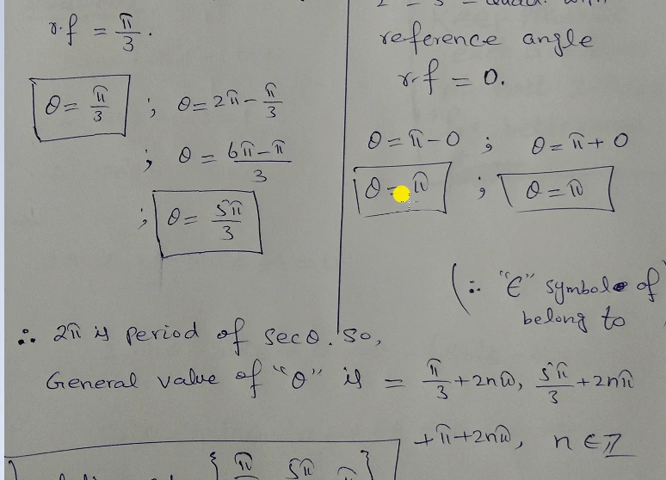 r.f = π/3.
θ = π/3 ; θ = 2π - π/3
; θ = 6π-π/3
; θ = 5π/3
reference angle
r.f = 0.
θ = π-0 ; θ = π+0
θ = π ; θ = π
(∵ "∈" symbol of
belong to
∴ 2π is period of secθ. So,
General value of "θ" is = π/3 + 2nπ, 5π/3 + 2nπ
+π+2nπ, n ∈ ℤ